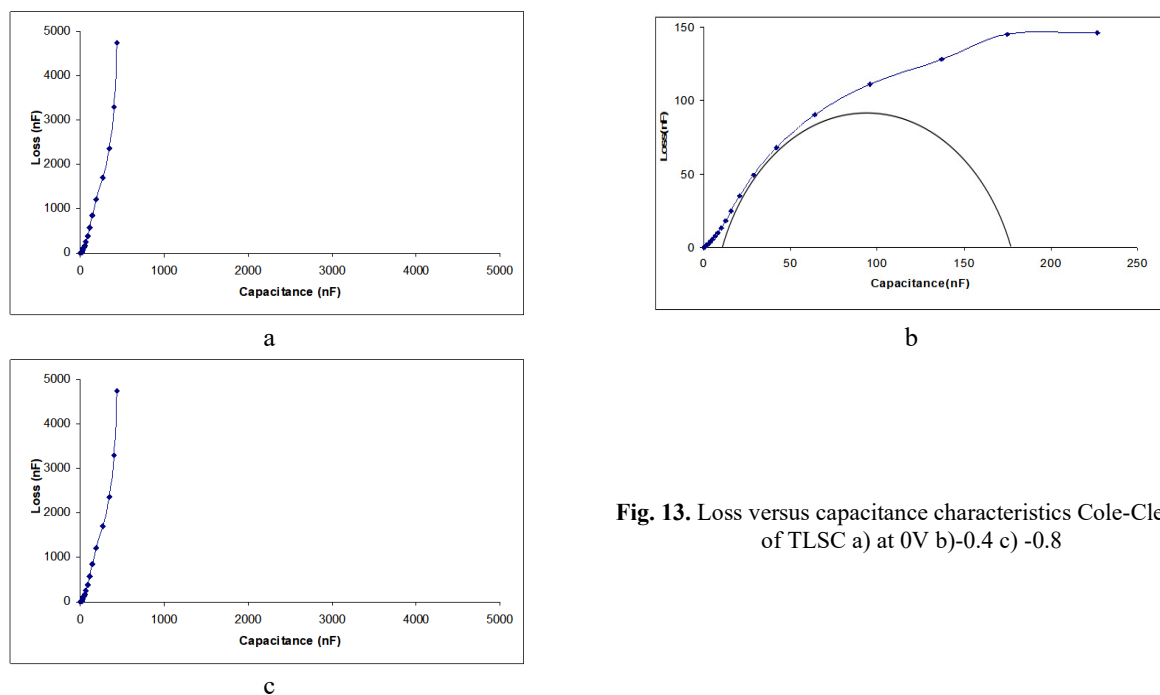 5000
4000
3000
2000
1000
0
Loss (nF)
0 1000 2000 3000 4000 5000
Capacitance (nF)
a
150
100
50
0
Loss(nF)
0 50 100 150 200 250
Capacitance(nF)
b
5000
4000
3000
2000
1000
0
Loss (nF)
0 1000 2000 3000 4000 5000
Capacitance (nF)
c
Fig. 13. Loss versus capacitance characteristics Cole-Cle
of TLSC a) at 0V b)-0.4 c) -0.8